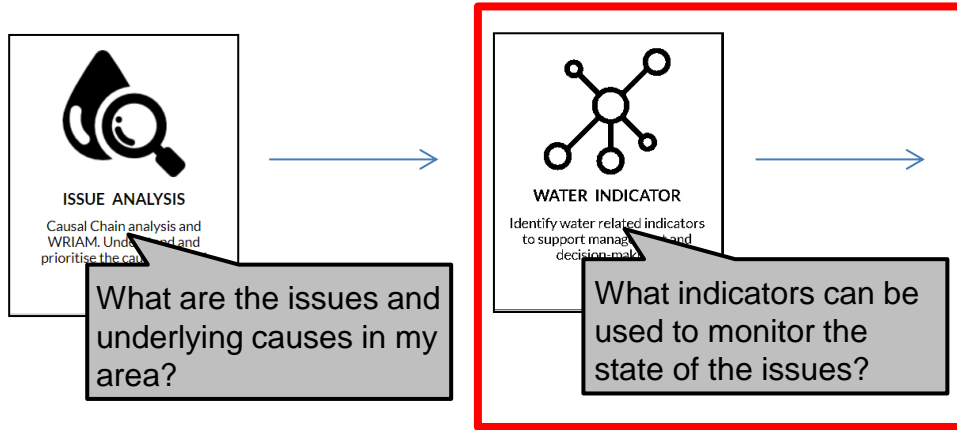 ISSUE ANALYSIS
Causal Chain analysis and
WRIAM. and
prioritise the
What are the issues and
underlying causes in my
area?
WATER INDICATOR
Identify water related indicators
to support and
What indicators can be
used to monitor the
state of the issues?